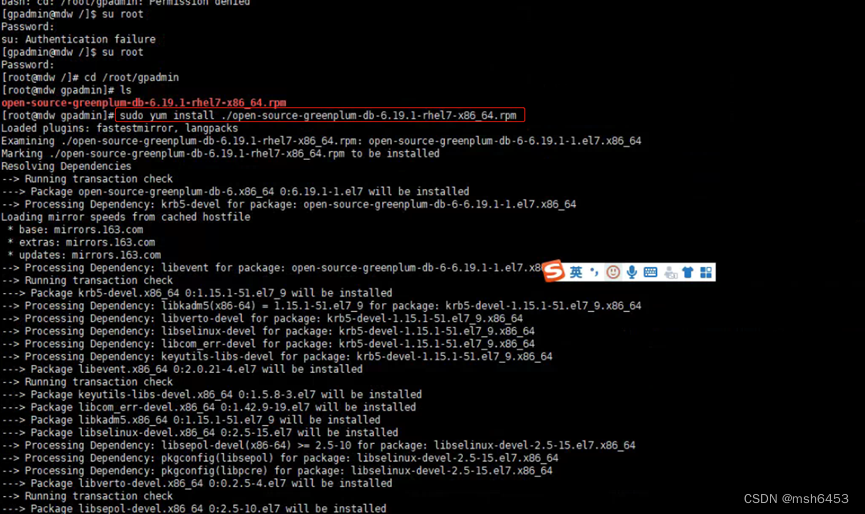 bash: cd: /root/gpadmin: Permission denied
[gpadmin@mdw /]$ su root
Password:
su: Authentication failure
[gpadmin@mdw /]$ su root
Password:
[root@mdw /]# cd /root/gpadmin
[root@mdw gpadmin]# ls
open-source-greenplum-db-6.19.1-rhel7-x86_64.rpm
[root@mdw gpadmin]# sudo yum install ./open-source-greenplum-db-6.19.1-rhel7-x86_64.rpm
Loaded plugins: fastestmirror, langpacks
Examining ./open-source-greenplum-db-6.19.1-rhel7-x86_64.rpm: open-source-greenplum-db-6-6.19.1-1.el7.x86_64
Marking ./open-source-greenplum-db-6.19.1-rhel7-x86_64.rpm to be installed
Resolving Dependencies
--> Running transaction check
---> Package open-source-greenplum-db-6.x86_64 0:6.19.1-1.el7 will be installed
--> Processing Dependency: krb5-devel for package: open-source-greenplum-db-6-6.19.1-1.el7.x86_64
Loading mirror speeds from cached hostfile
* base: mirrors.163.com
* extras: mirrors.163.com
* updates: mirrors.163.com
--> Processing Dependency: libevent for package: open-source-greenplum-db-6-6.19.1-1.el7.x86
英
--> Running transaction check
---> Package krb5-devel.x86_64 0:1.15.1-51.el7_9 will be installed
--> Processing Dependency: libkadm5(x86-64) = 1.15.1-51.el7_9 for package: krb5-devel-1.15.1-51.el7_9.x86_64
--> Processing Dependency: libverto-devel for package: krb5-devel-1.15.1-51.el7_9.x86_64
--> Processing Dependency: libselinux-devel for package: krb5-devel-1.15.1-51.el7_9.x86_64
--> Processing Dependency: libcom_err-devel for package: krb5-devel-1.15.1-51.el7_9.x86_64
--> Processing Dependency: keyutils-libs-devel for package: krb5-devel-1.15.1-51.el7_9.x86_64
---> Package libevent.x86_64 0:2.0.21-4.el7 will be installed
--> Running transaction check
---> Package keyutils-libs-devel.x86_64 0:1.5.8-3.el7 will be installed
---> Package libcom_err-devel.x86_64 0:1.42.9-19.el7 will be installed
---> Package libkadm5.x86_64 0:1.15.1-51.el7_9 will be installed
---> Package libselinux-devel.x86_64 0:2.5-15.el7 will be installed
--> Processing Dependency: libsepol-devel(x86-64) >= 2.5-10 for package: libselinux-devel-2.5-15.el7.x86_64
--> Processing Dependency: pkgconfig(libsepol) for package: libselinux-devel-2.5-15.el7.x86_64
--> Processing Dependency: pkgconfig(libpcre) for package: libselinux-devel-2.5-15.el7.x86_64
---> Package libverto-devel.x86_64 0:0.2.5-4.el7 will be installed
--> Running transaction check
---> Package libsepol-devel.x86_64 0:2.5-10.el7 will be installed
CSDN @msh6453